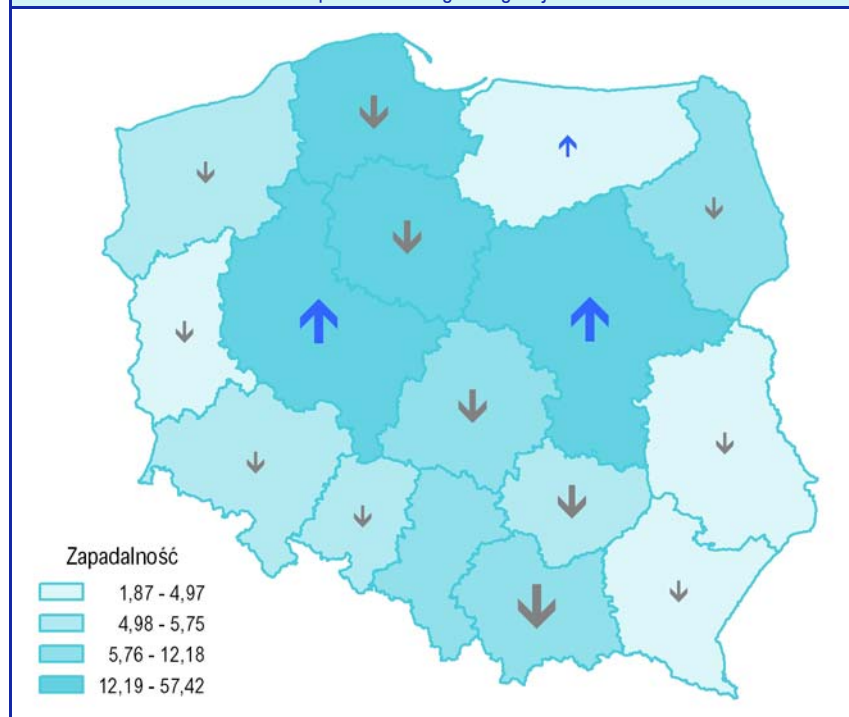 Zapadalność
1,87 - 4,97
4,98 - 5,75
5,76 - 12,18
12,19 - 57,42